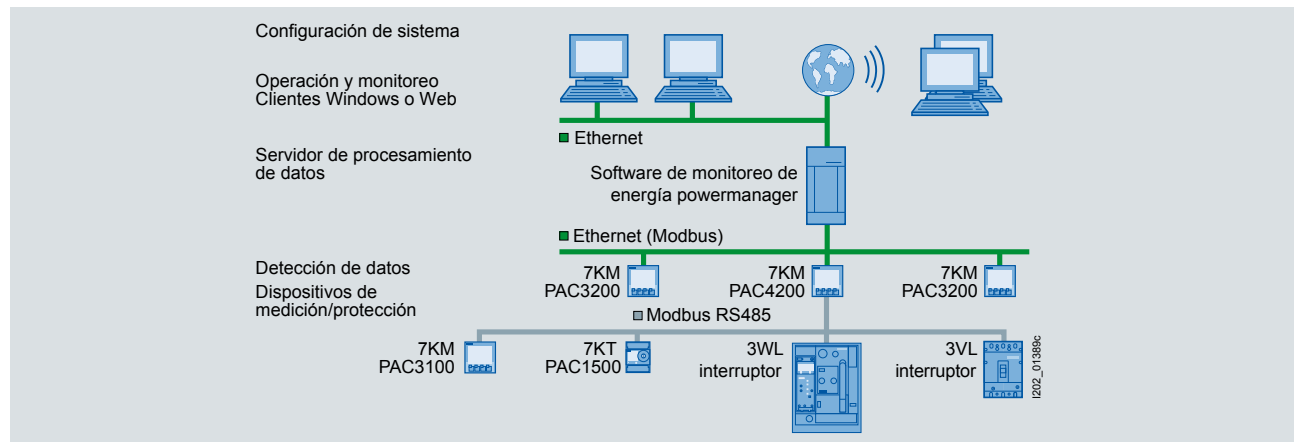 Configuración de sistema
Operación y monitoreo
Clientes Windows o Web
Ethernet
Servidor de procesamiento
de datos
Software de monitoreo de
energía powermanager
Ethernet (Modbus)
Detección de datos
Dispositivos de
medición/protección
7KM
PAC3200
7KM
PAC4200
7KM
PAC3200
Modbus RS485
7KM
PAC3100
7KT
PAC1500
3WL
interruptor
3VL
interruptor
I202_01389c